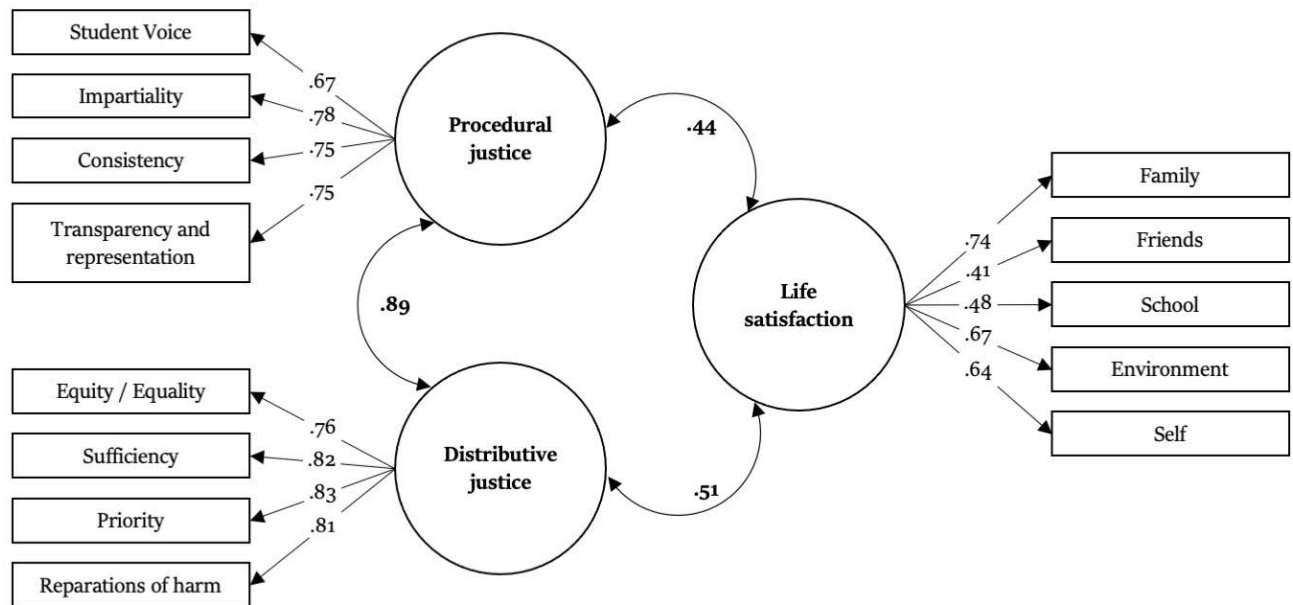 Student Voice
Impartiality
Consistency
Transparency and
representation
.67
.78
.75
.75
Procedural
justice
.44
.89
Equity / Equality
Sufficiency
Priority
Reparations of harm
.76
.82
.83
.81
Distributive
justice
.51
Life
satisfaction
.74
.41
.48
.67
.64
Family
Friends
School
Environment
Self